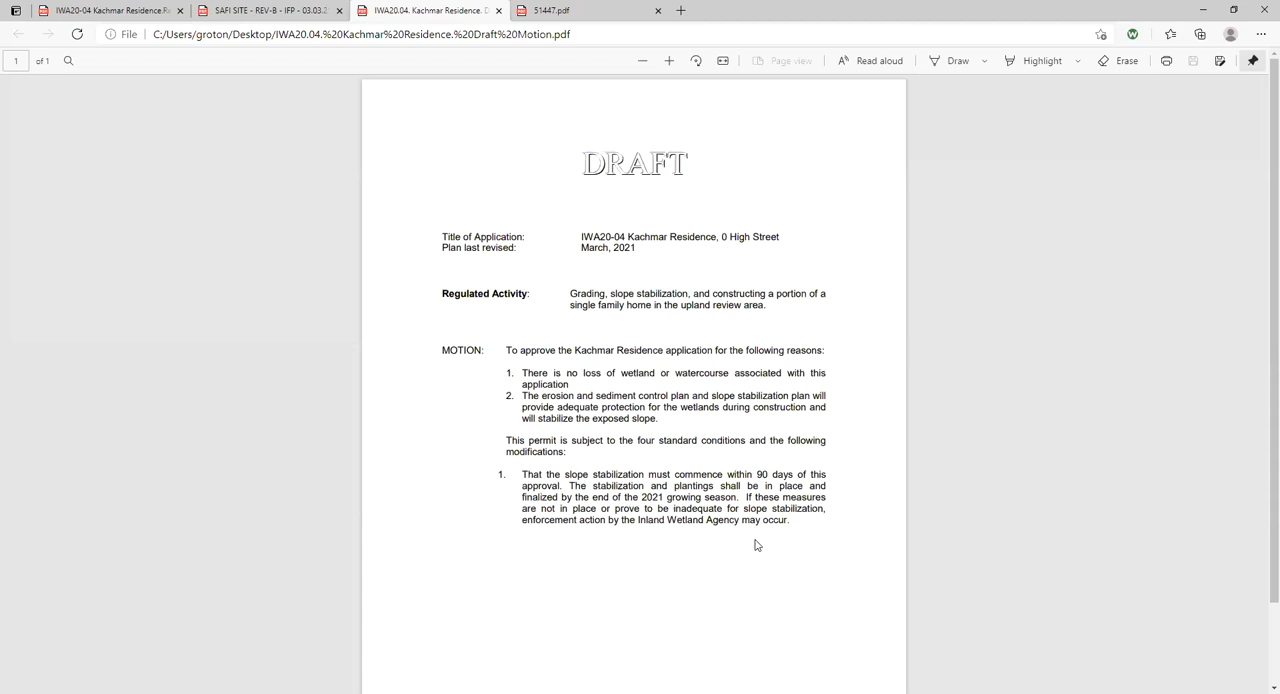 IWA20-04 Kachmar Residence.R
SAFI SITE - REV-B - IFP - 03.03.2
IWA20.04. Kachmar Residence. D
51447.pdf
File
C:/Users/groton/Desktop/IWA20.04.%20Kachmar%20Residence.%20Draft%20Motion.pdf
1 of 1
Page view
Read aloud
Draw
Highlight
Erase
DRAFT
Title of Application: IWA20-04 Kachmar Residence, 0 High Street
Plan last revised: March, 2021
Regulated Activity: Grading, slope stabilization, and constructing a portion of a
single family home in the upland review area.
MOTION: To approve the Kachmar Residence application for the following reasons:
1. There is no loss of wetland or watercourse associated with this
application
2. The erosion and sediment control plan and slope stabilization plan will
provide adequate protection for the wetlands during construction and
will stabilize the exposed slope.
This permit is subject to the four standard conditions and the following
modifications:
1. That the slope stabilization must commence within 90 days of this
approval. The stabilization and plantings shall be in place and
finalized by the end of the 2021 growing season. If these measures
are not in place or prove to be inadequate for slope stabilization,
enforcement action by the Inland Wetland Agency may occur.